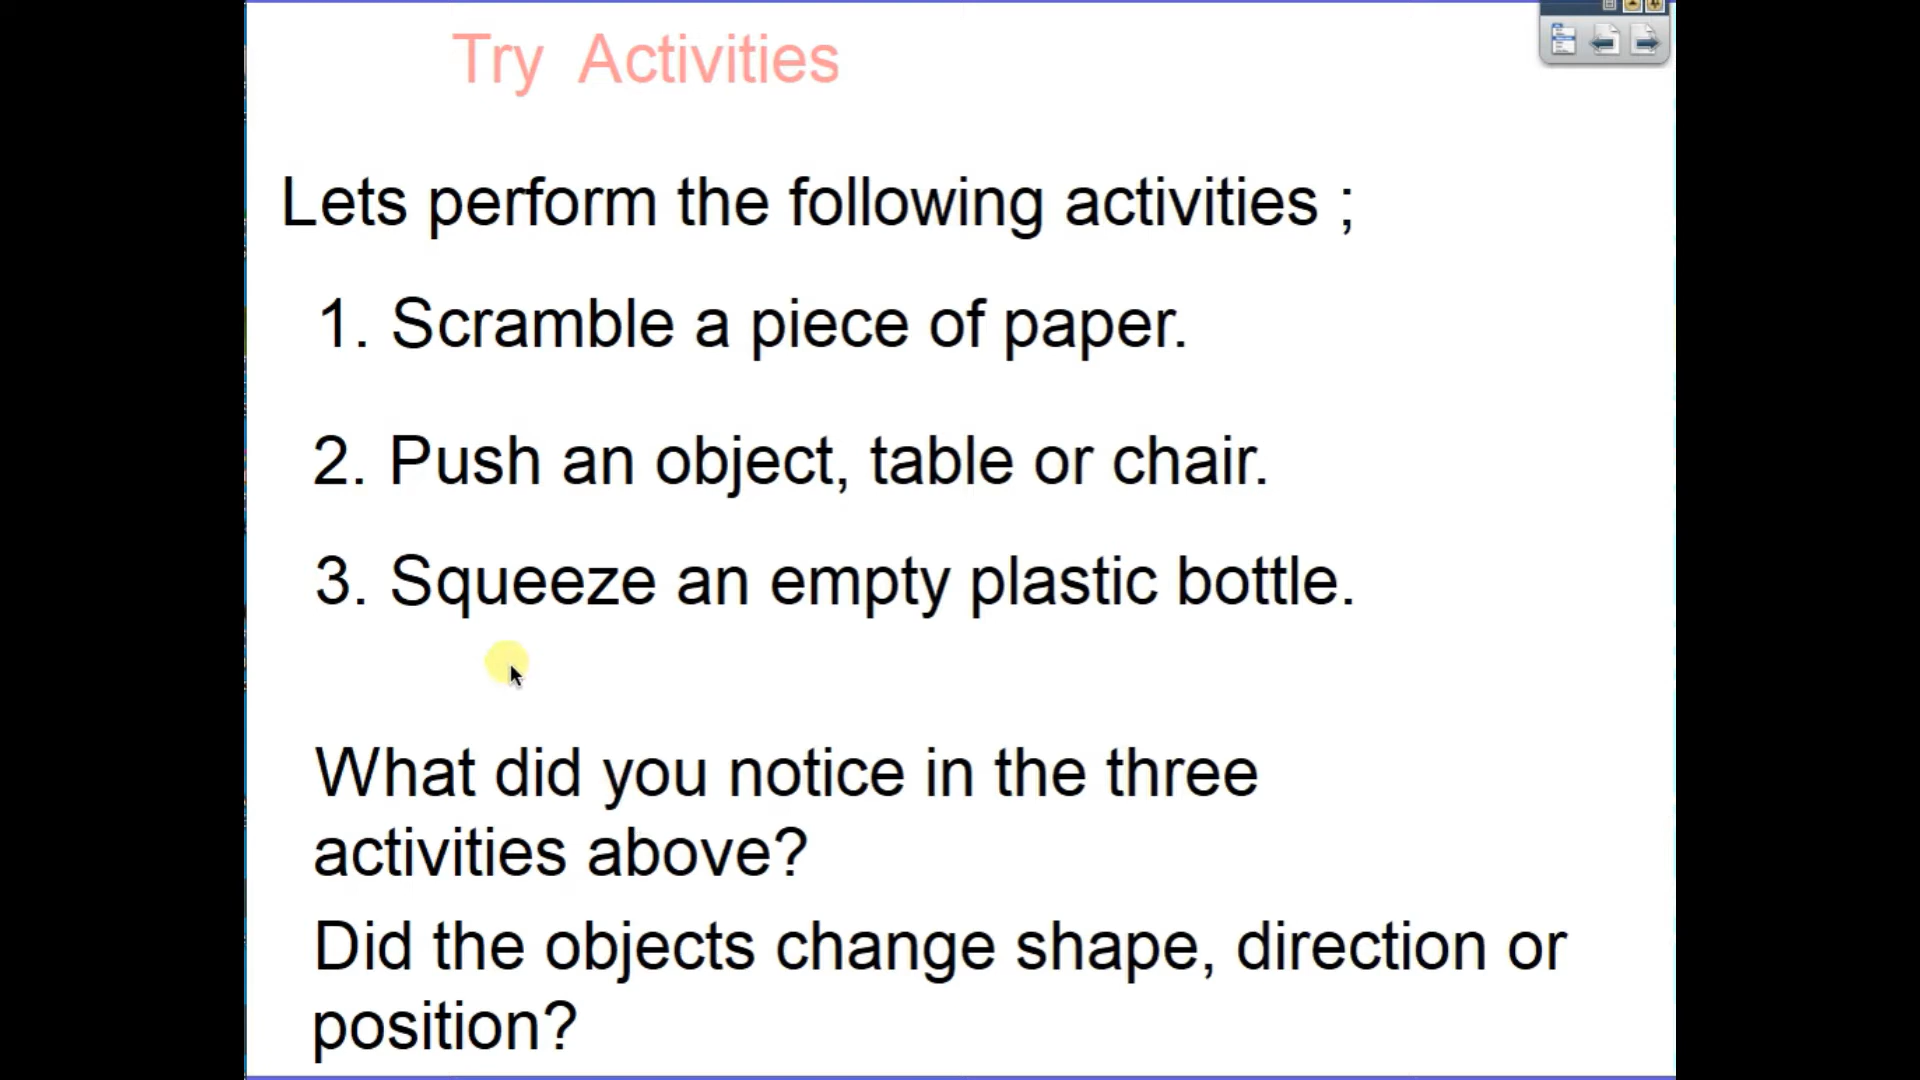 Try Activities
Lets perform the following activities ;
1. Scramble a piece of paper.
2. Push an object, table or chair.
3. Squeeze an empty plastic bottle.
What did you notice in the three
activities above?
Did the objects change shape, direction or
position?